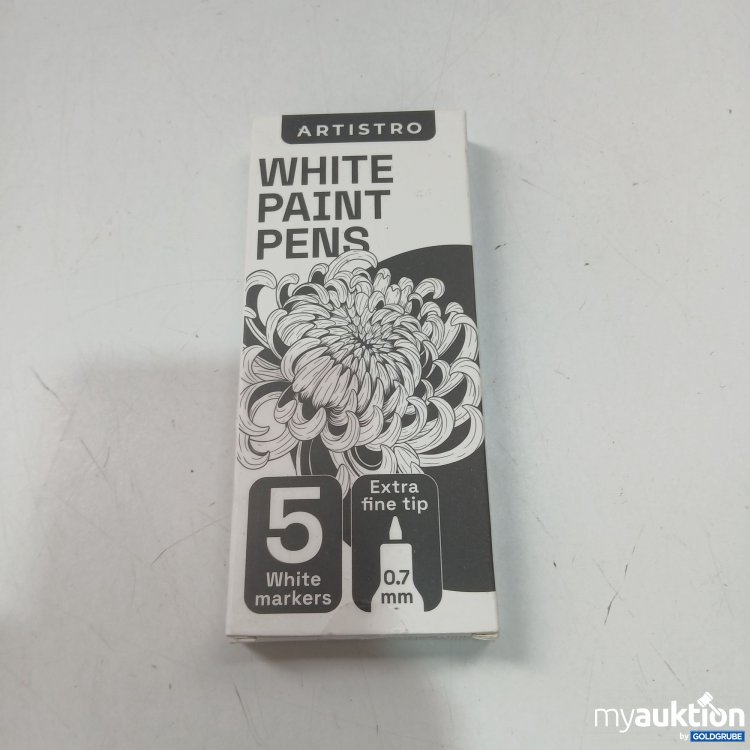 ARTISTRO
WHITE
PAINT
PENS
5
White
markers
Extra
fine tip
0.7
mm
myauktion
by GOLDGRUBE